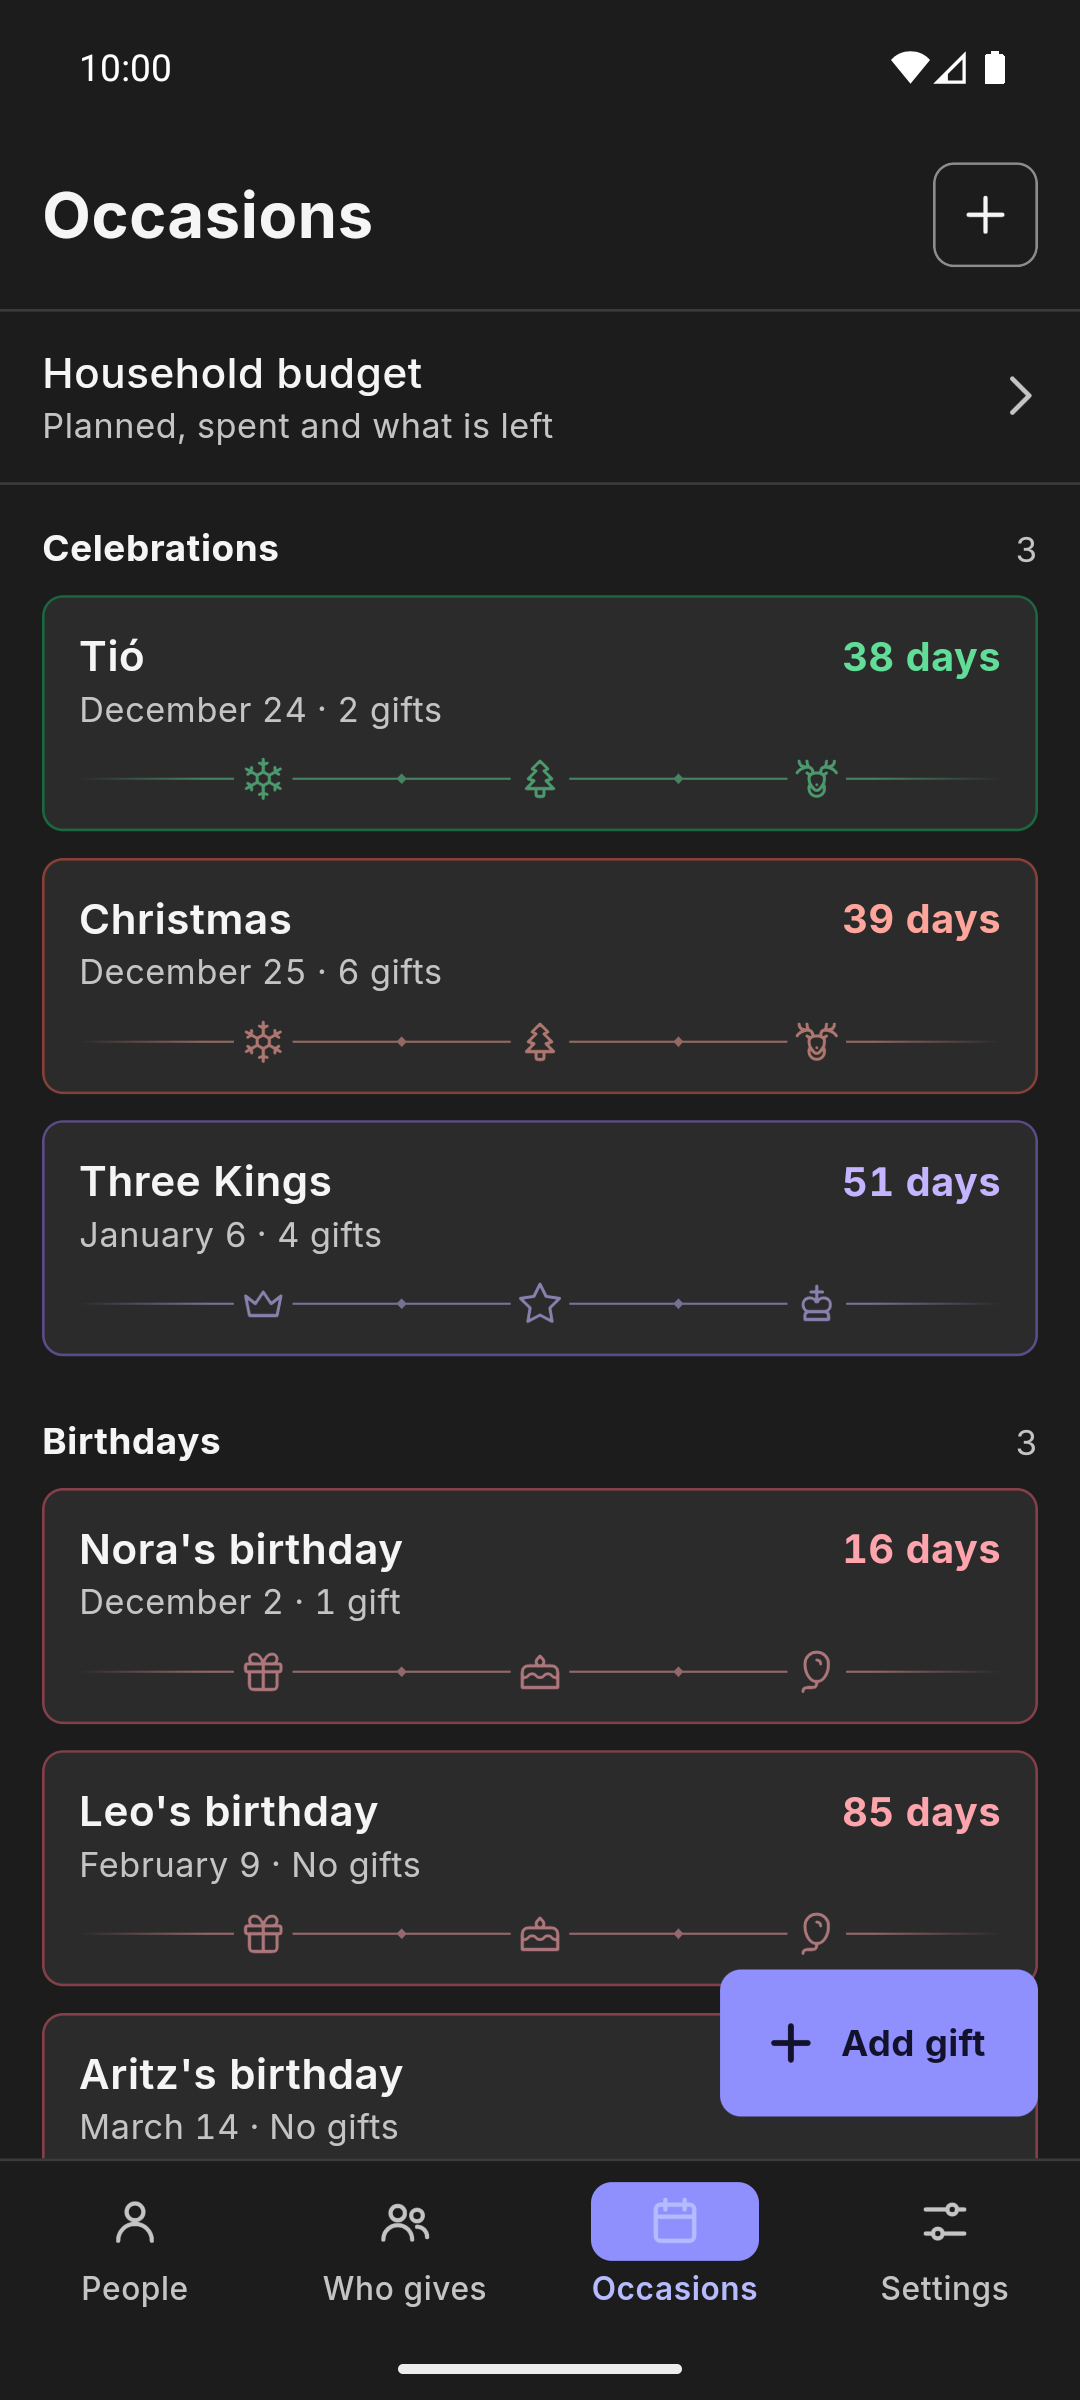 10:00
Occasions
Household budget
Planned, spent and what is left
Celebrations
3
Tió
38 days
December 24 · 2 gifts
Christmas
39 days
December 25 · 6 gifts
Three Kings
51 days
January 6 · 4 gifts
Birthdays
3
Nora's birthday
16 days
December 2 · 1 gift
Leo's birthday
85 days
February 9 · No gifts
Aritz's birthday
March 14 · No gifts
Add gift
People
Who gives
Occasions
Settings